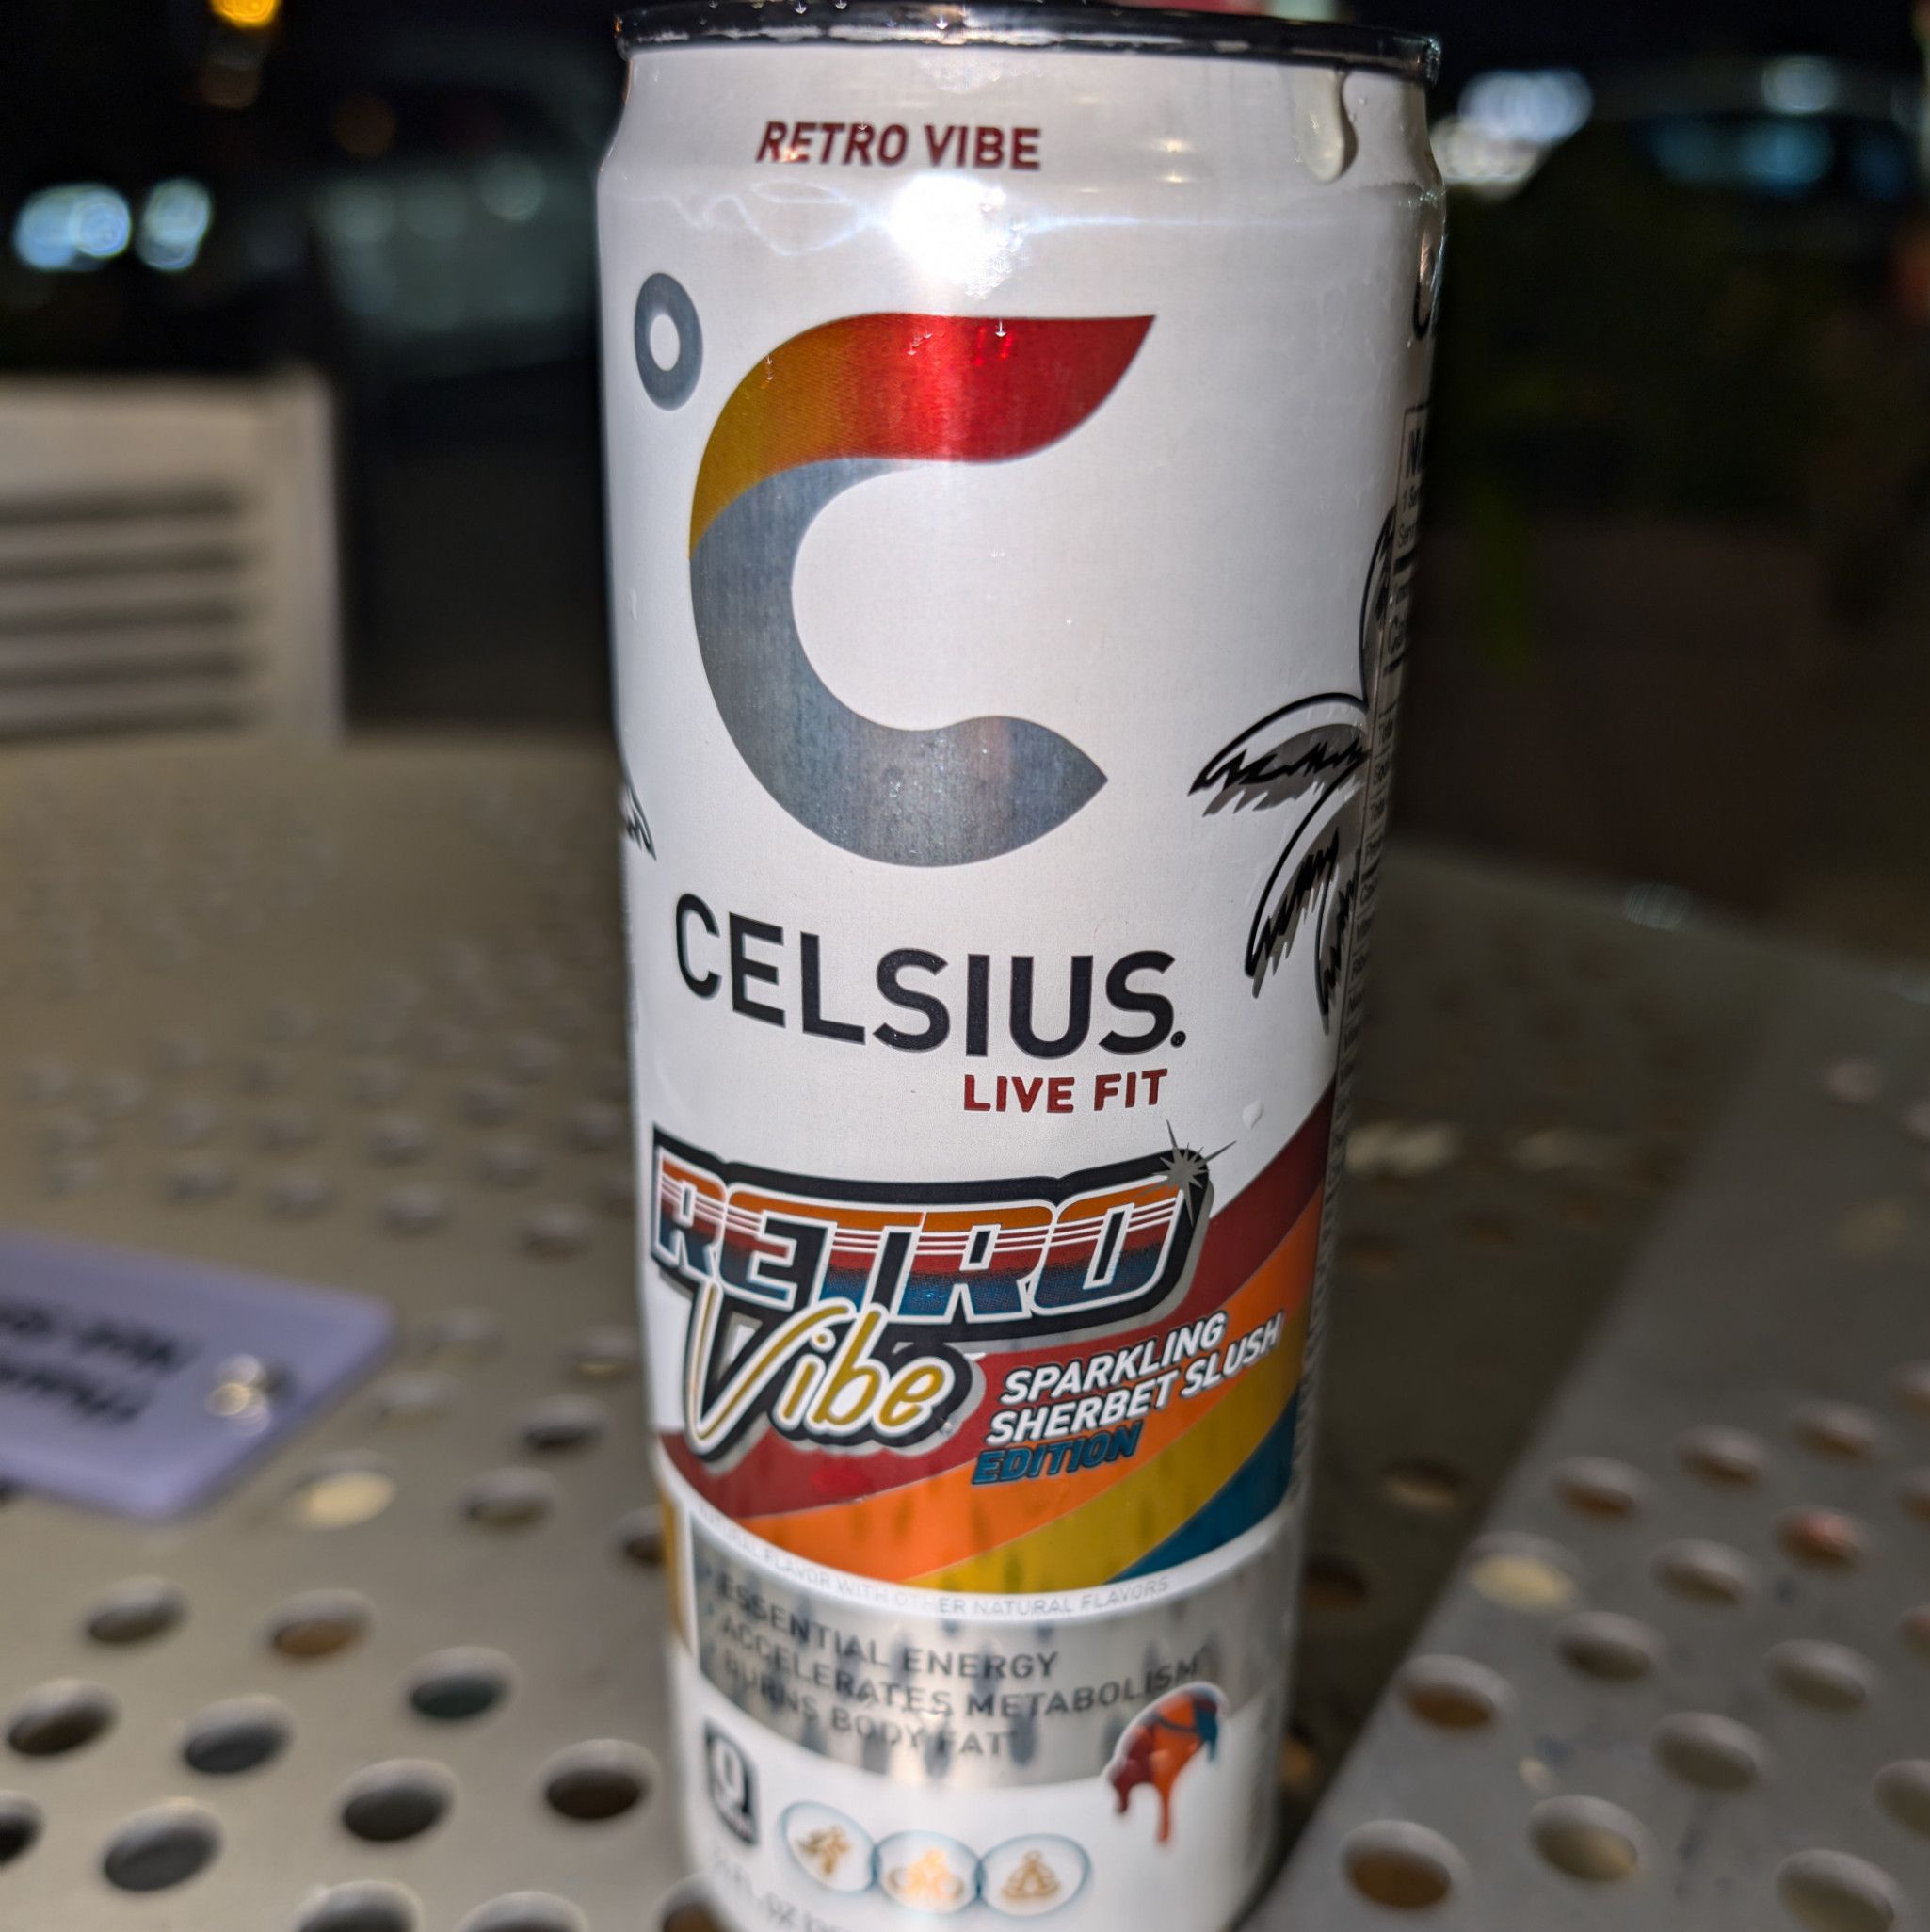 RETRO VIBE
CELSIUS®
LIVE FIT
RETRO
Vibe
SPARKLING
SHERBET SLUSH
EDITION
NATURAL FLAVOR WITH OTHER NATURAL FLAVORS
ESSENTIAL ENERGY
ACCELERATES METABOLISM
BURNS BODY FAT
0